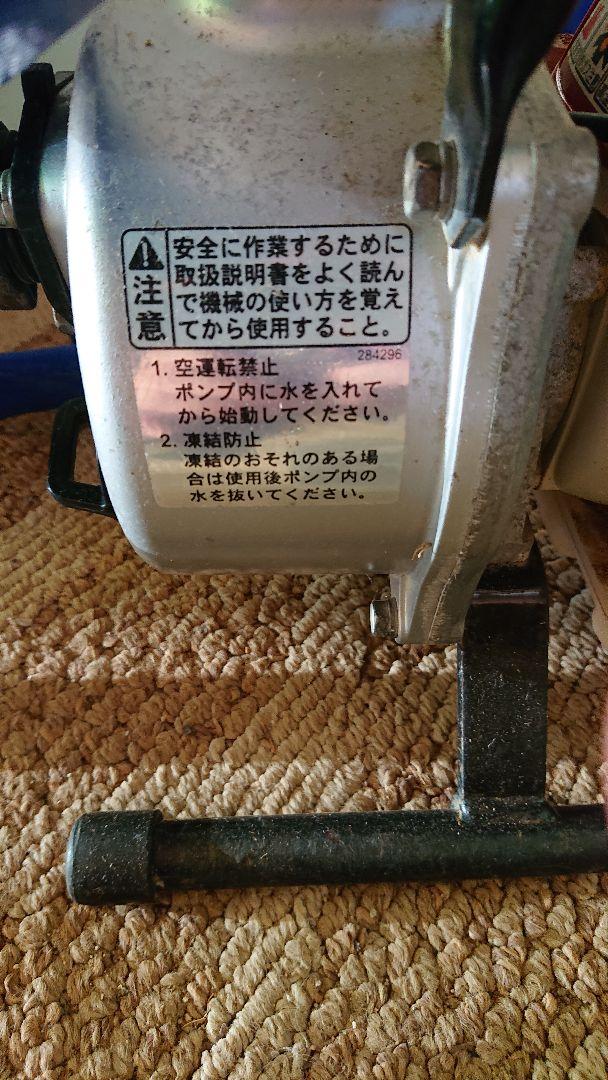 注意
安全に作業するために
取扱説明書をよく読ん
で機械の使い方を覚え
てから使用すること。
284296
1. 空運転禁止
ポンプ内に水を入れて
から始動してください。
2. 凍結防止
凍結のおそれのある場
合は使用後ポンプ内の
水を抜いてください。